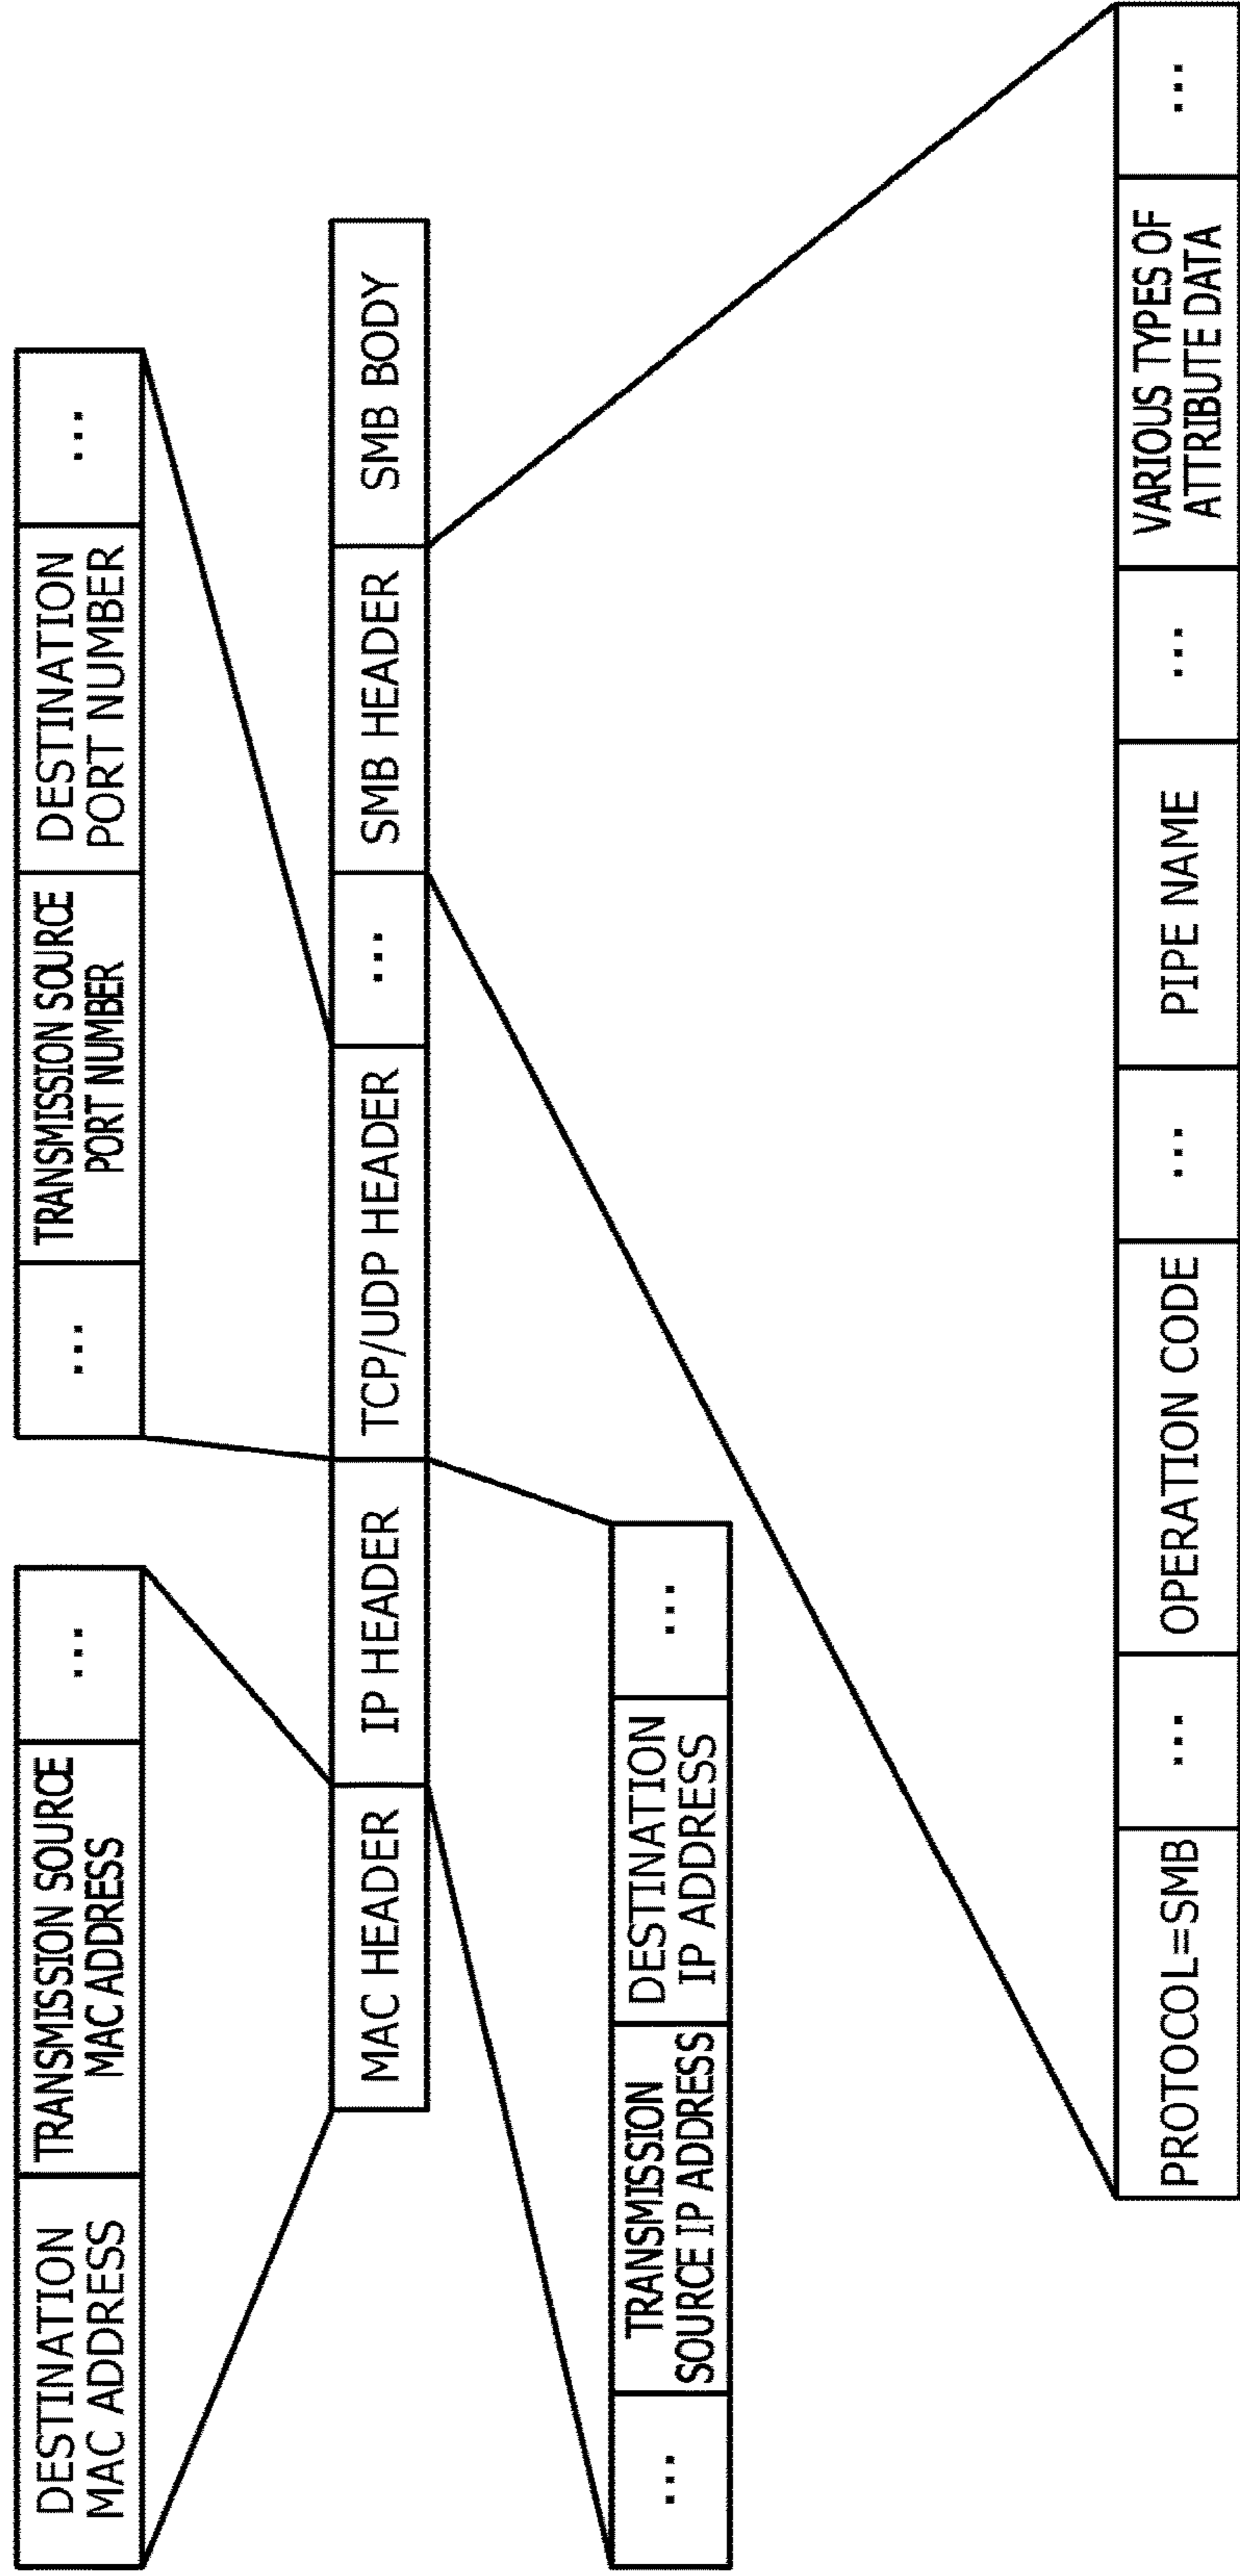 DESTINATION
MAC ADDRESS
TRANSMISSION SOURCE
MAC ADDRESS
...
...
TRANSMISSION SOURCE
PORT NUMBER
DESTINATION
PORT NUMBER
...
MAC HEADER
IP HEADER
TCP/UDP HEADER
...
SMB HEADER
SMB BODY
...
TRANSMISSION
SOURCE IP ADDRESS
DESTINATION
IP ADDRESS
...
PROTOCOL=SMB
...
OPERATION CODE
...
PIPE NAME
...
VARIOUS TYPES OF
ATTRIBUTE DATA
...